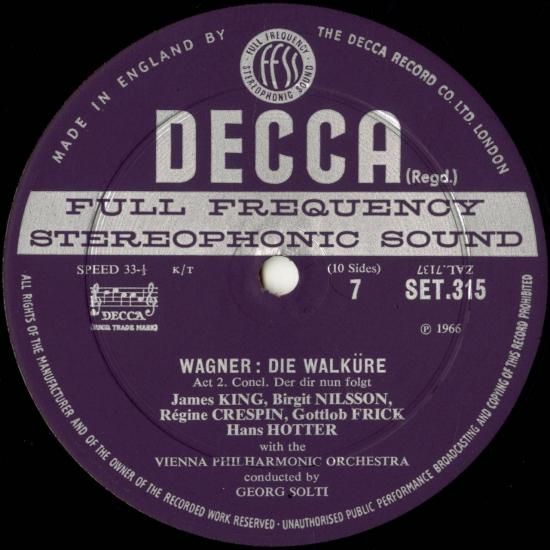 MADE IN ENGLAND BY
FULL FREQUENCY
FFSS
STEREOPHONIC SOUND
THE DECCA RECORD CO. LTD. LONDON
DECCA
(Regd.)
FULL FREQUENCY
STEREOPHONIC SOUND
SPEED 33-⅓ K/T
(10 Sides)
7
ZAL.7137
SET.315
DECCA
℗ 1966
WAGNER : DIE WALKÜRE
Act 2. Concl. Der dir nun folgt
James KING, Birgit NILSSON,
Régine CRESPIN, Gottlob FRICK
Hans HOTTER
with the
VIENNA PHILHARMONIC ORCHESTRA
conducted by
GEORG SOLTI
ALL RIGHTS OF THE MANUFACTURER AND OF THE OWNER OF THE RECORDED WORK RESERVED · UNAUTHORISED PUBLIC PERFORMANCE BROADCASTING AND COPYING OF THIS RECORD PROHIBITED